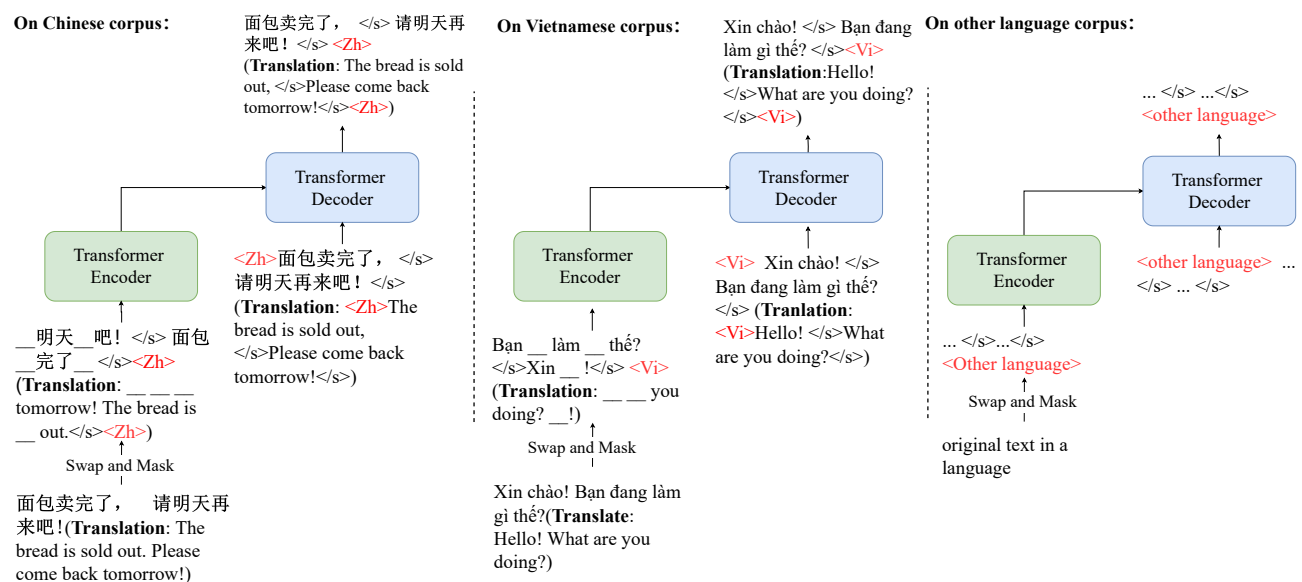 On Chinese corpus：
面包卖完了， </s> 请明天再
来吧！</s> <Zh>
(Translation: The bread is sold
out, </s>Please come back
tomorrow!</s><Zh>)
Transformer
Decoder
Transformer
Encoder
<Zh>面包卖完了， </s>
请明天再来吧！</s>
(Translation: <Zh>The
bread is sold out,
</s>Please come back
tomorrow!</s>)
__明天__吧！ </s> 面包
__完了__ </s><Zh>
(Translation: __ __ __
tomorrow! The bread is
__ out.</s><Zh>)
Swap and Mask
面包卖完了， 请明天再
来吧!(Translation: The
bread is sold out. Please
come back tomorrow!)
On Vietnamese corpus：
Xin chào! </s> Bạn đang
làm gì thế? </s><Vi>
(Translation:Hello!
</s>What are you doing?
</s><Vi>)
Transformer
Decoder
Transformer
Encoder
<Vi> Xin chào! </s>
Bạn đang làm gì thế?
</s> (Tranlation:
<Vi>Hello! </s>What
are you doing?</s>)
Bạn __ làm __ thế?
</s>Xin __ !</s> <Vi>
(Translation: __ __ you
doing? __!)
Swap and Mask
Xin chào! Bạn đang làm
gì thế?(Translate:
Hello! What are you
doing?)
On other language corpus：
... </s> ...</s>
<other language>
Transformer
Decoder
Transformer
Encoder
<other language> ...
</s> ... </s>
... </s>...</s>
<Other language>
Swap and Mask
original text in a
language